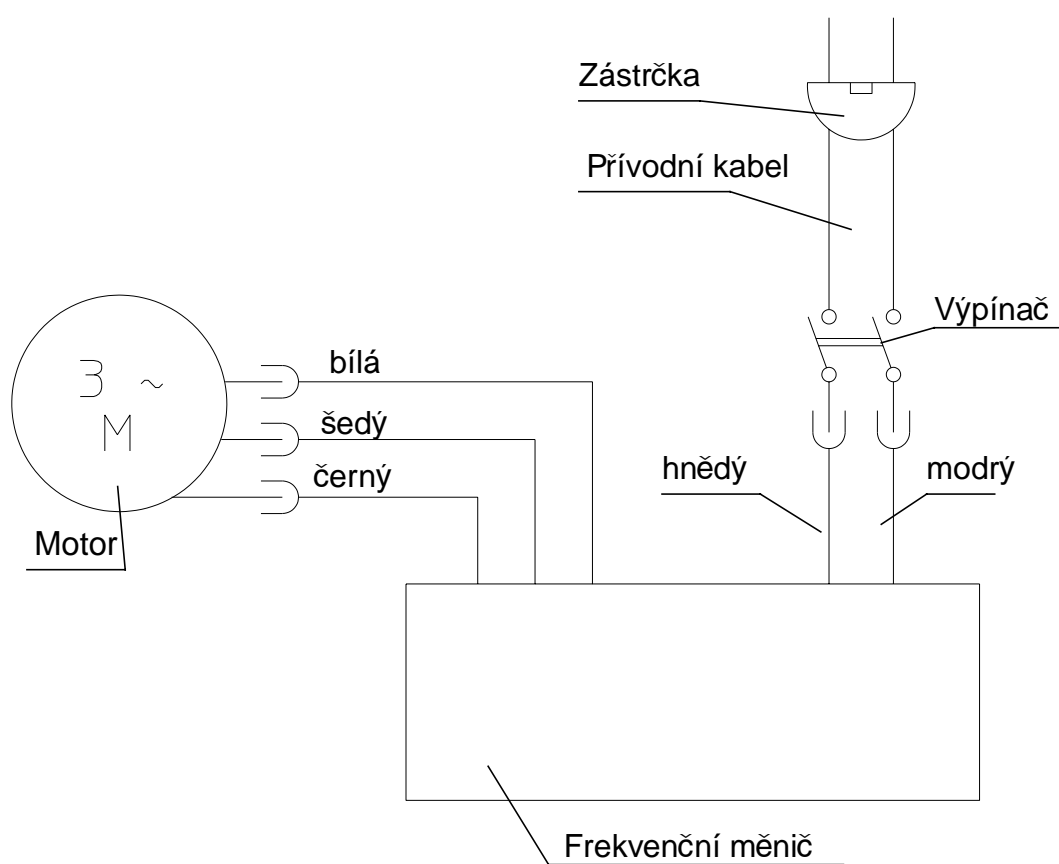 Zástrčka
Přívodní kabel
Výpínač
bílá
3 ~
šedý
M
černý
hnědý
modrý
Motor
Frekvenční měnič